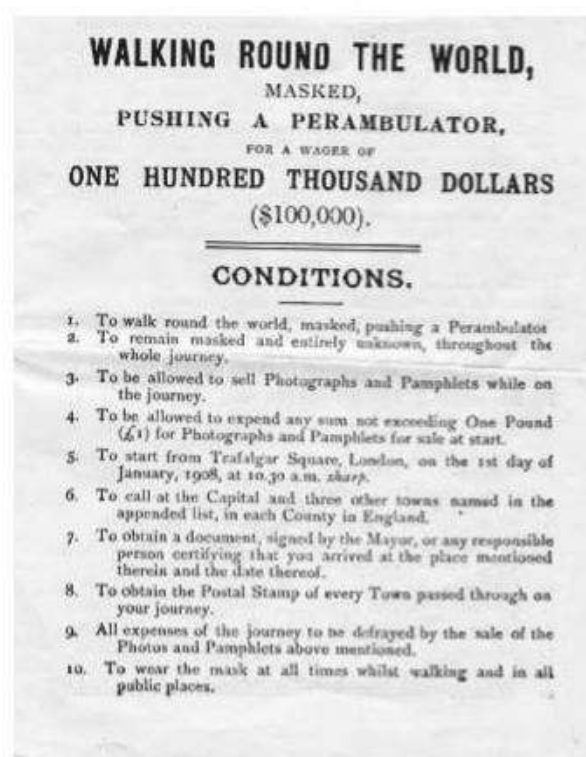 WALKING ROUND THE WORLD,
MASKED,
PUSHING A PERAMBULATOR,
FOR A WAGER OF
ONE HUNDRED THOUSAND DOLLARS
($100,000).
CONDITIONS.
1. To walk round the world, masked, pushing a Perambulator
2. To remain masked and entirely unknown, throughout the
whole journey.
3. To be allowed to sell Photographs and Pamphlets while on
the journey.
4. To be allowed to expend any sum not exceeding One Pound
(£1) for Photographs and Pamphlets for sale at start.
5. To start from Trafalgar Square, London, on the 1st day of
January, 1908, at 10.30 a.m. sharp.
6. To call at the Capital and three other towns named in the
appended list, in each County in England.
7. To obtain a document, signed by the Mayor, or any responsible
person certifying that you arrived at the place mentioned
therein and the date thereof.
8. To obtain the Postal Stamp of every Town passed through on
your journey.
9. All expenses of the journey to be defrayed by the sale of the
Photos and Pamphlets above mentioned.
10. To wear the mask at all times whilst walking and in all
public places.